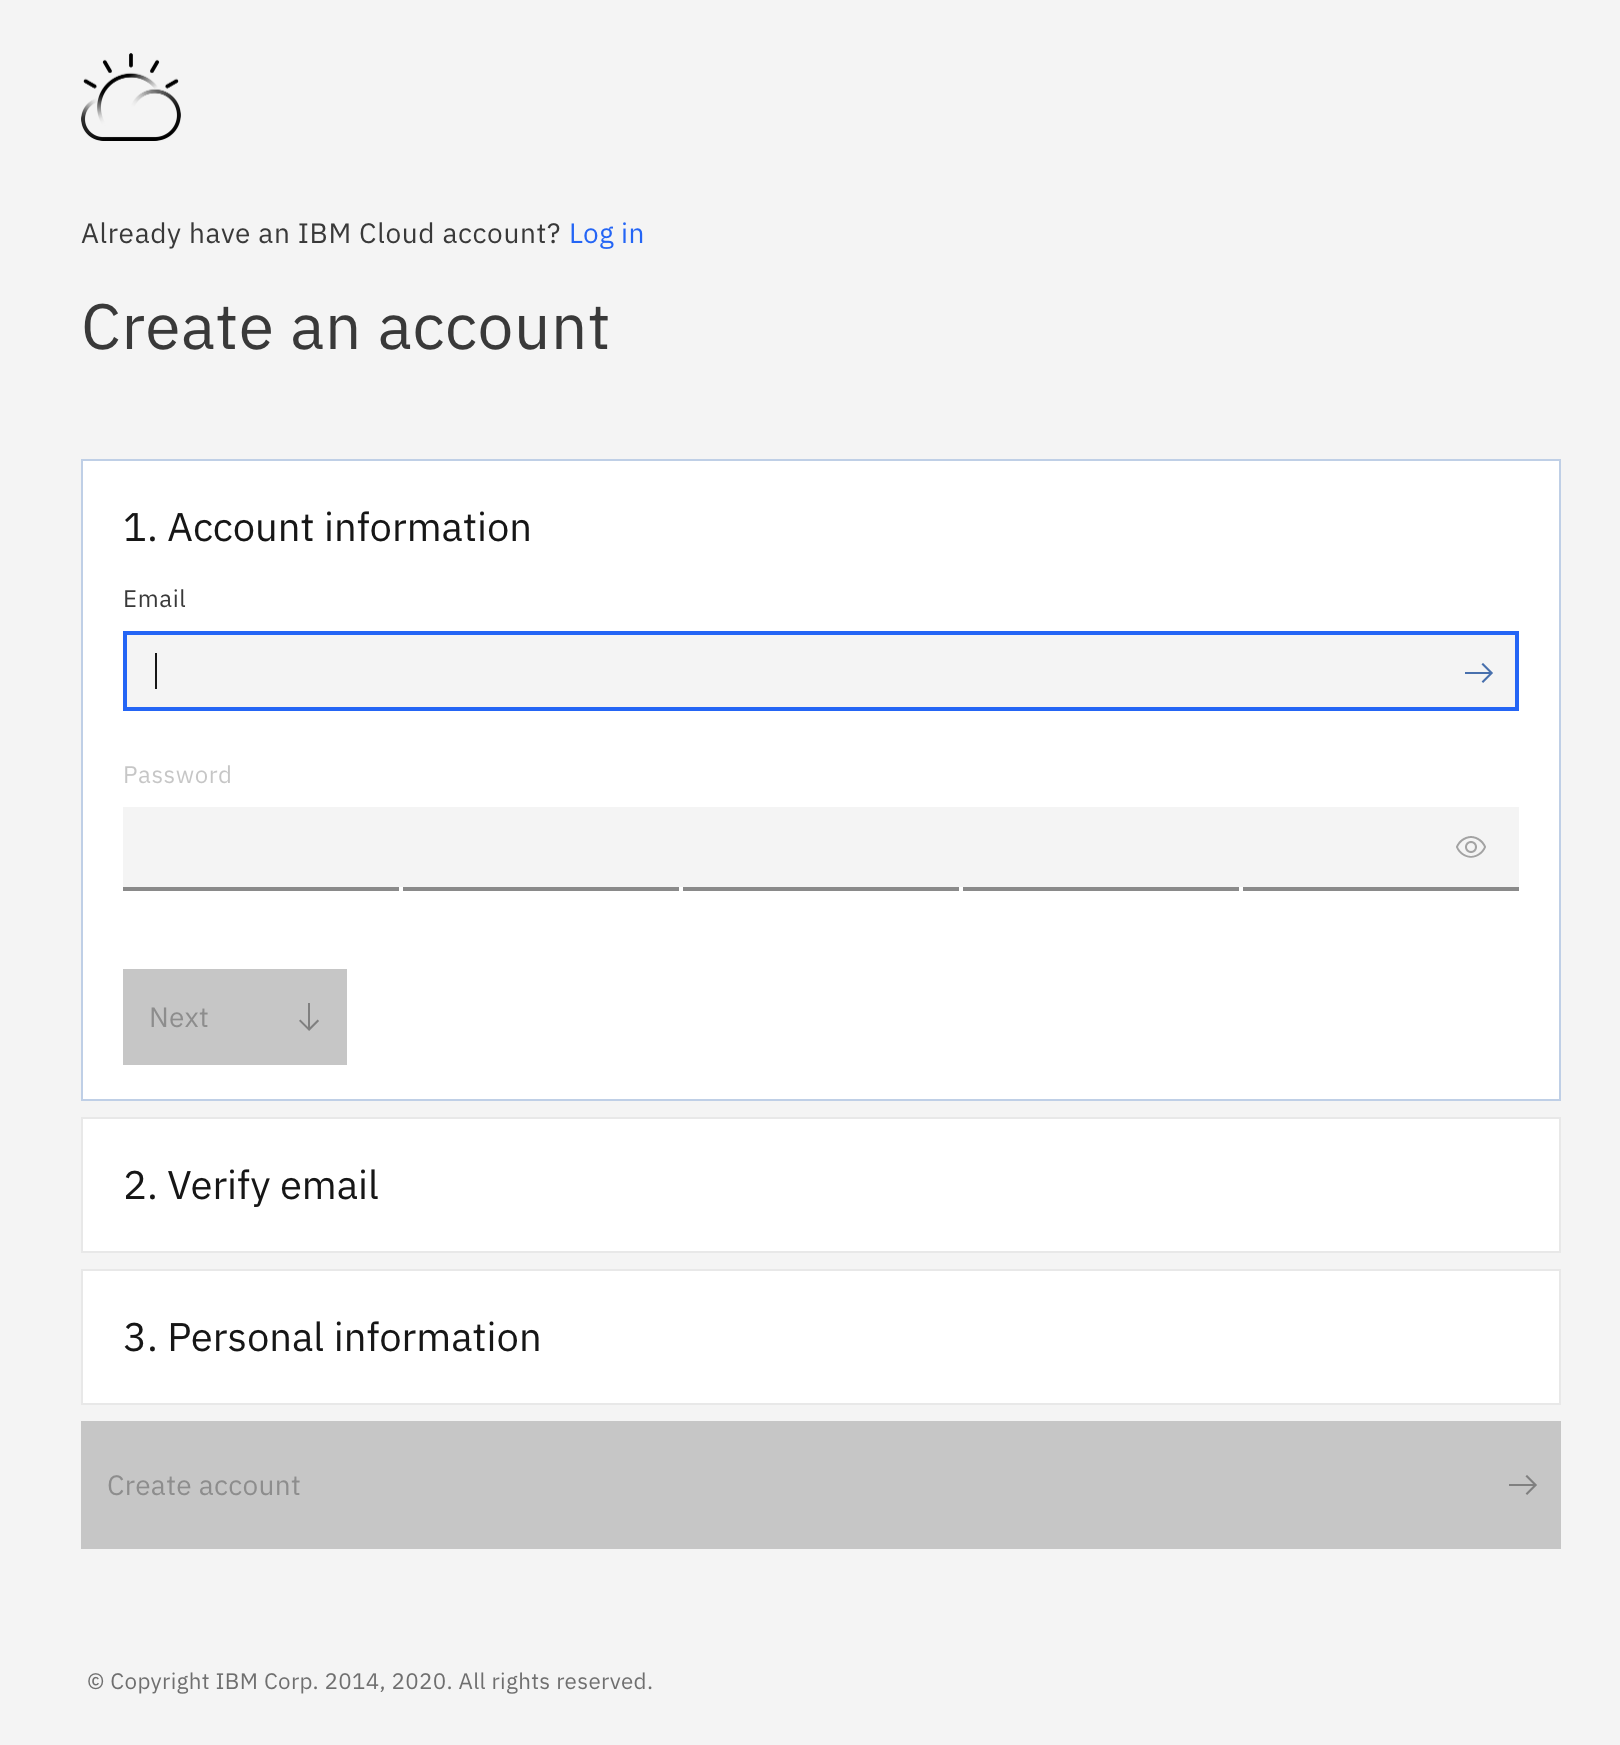 Already have an IBM Cloud account? Log in
Create an account
1. Account information
Email
Password
Next
2. Verify email
3. Personal information
Create account
© Copyright IBM Corp. 2014, 2020. All rights reserved.